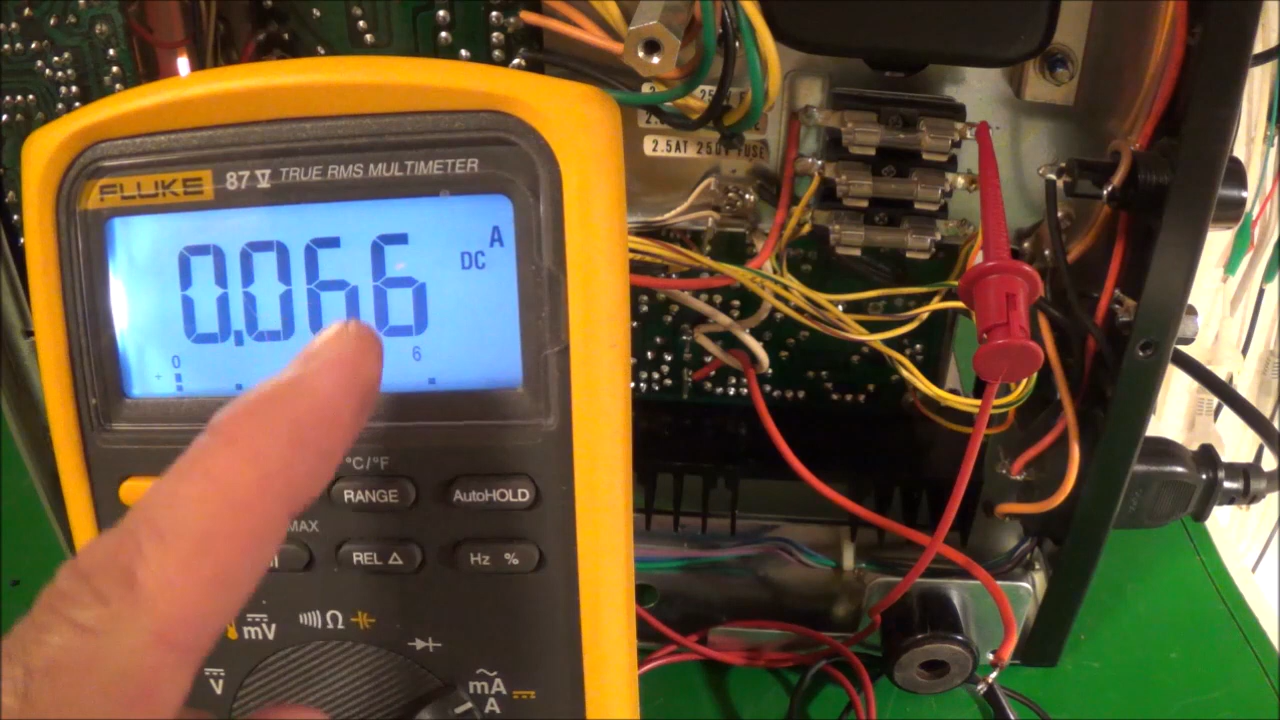 FLUKE 87 V TRUE RMS MULTIMETER
0.066 DC A
0 6
°C/°F
RANGE AutoHOLD
REL △ Hz %
mV Ω
V
mA
A
250V
2.5AT 250V FUSE